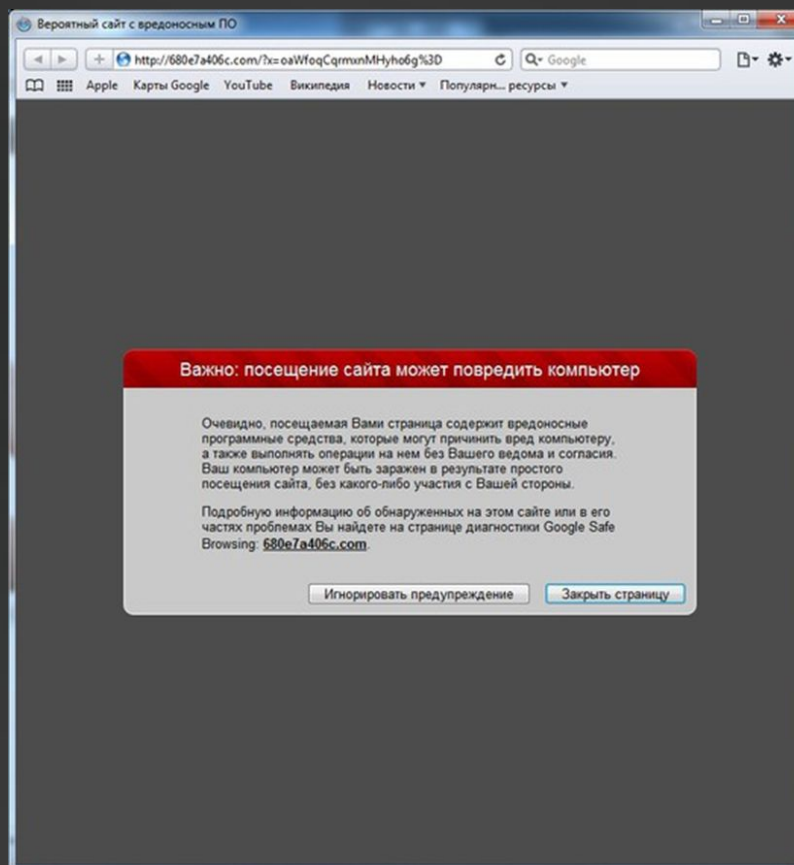 Вероятный сайт с вредоносным ПО
http://680e7a406c.com/?x=oaWfoqCqrmxnMHyho6g%3D
Google
Apple Карты Google YouTube Википедия Новости Популярн... ресурсы
Важно: посещение сайта может повредить компьютер
Очевидно, посещаемая Вами страница содержит вредоносные
программные средства, которые могут причинить вред компьютеру,
а также выполнять операции на нем без Вашего ведома и согласия.
Ваш компьютер может быть заражен в результате простого
посещения сайта, без какого-либо участия с Вашей стороны.
Подробную информацию об обнаруженных на этом сайте или в его
частях проблемах Вы найдете на странице диагностики Google Safe
Browsing: 680e7a406c.com.
Игнорировать предупреждение Закрыть страницу